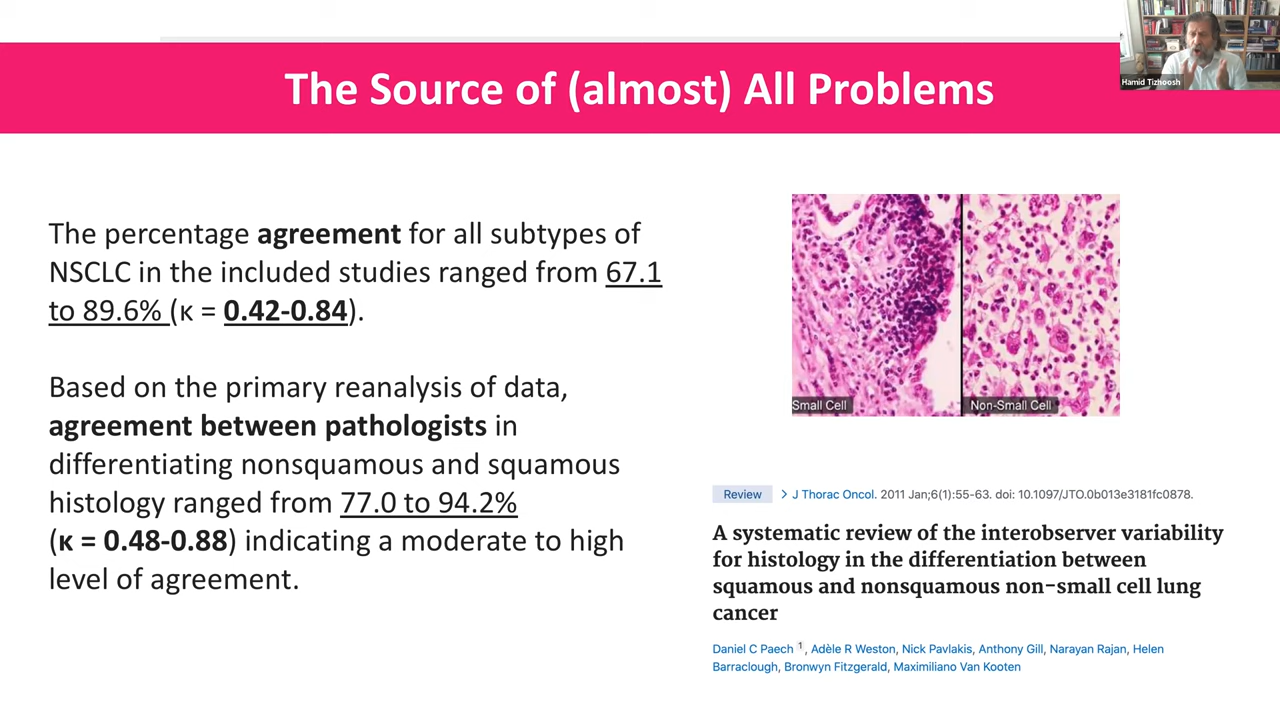 The Source of (almost) All Problems
Hamid Tizhoosh
The percentage agreement for all subtypes of
NSCLC in the included studies ranged from 67.1
to 89.6% (κ = 0.42-0.84).
Based on the primary reanalysis of data,
agreement between pathologists in
differentiating nonsquamous and squamous
histology ranged from 77.0 to 94.2%
(κ = 0.48-0.88) indicating a moderate to high
level of agreement.
Small Cell
Non-Small Cell
Review > J Thorac Oncol. 2011 Jan;6(1):55-63. doi: 10.1097/JTO.0b013e3181fc0878.
A systematic review of the interobserver variability
for histology in the differentiation between
squamous and nonsquamous non-small cell lung
cancer
Daniel C Paech 1, Adèle R Weston, Nick Pavlakis, Anthony Gill, Narayan Rajan, Helen
Barraclough, Bronwyn Fitzgerald, Maximiliano Van Kooten